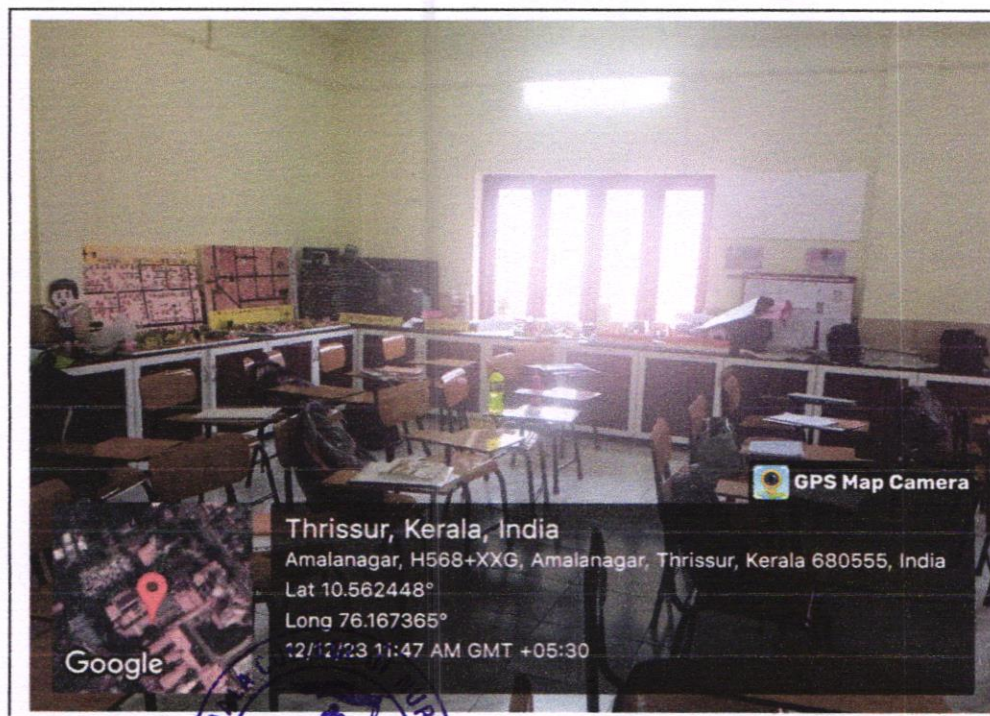 GPS Map Camera
Thrissur, Kerala, India
Amalanagar, H568+XXG, Amalanagar, Thrissur, Kerala 680555, India
Lat 10.562448°
Long 76.167365°
12/12/23 11:47 AM GMT +05:30
Google